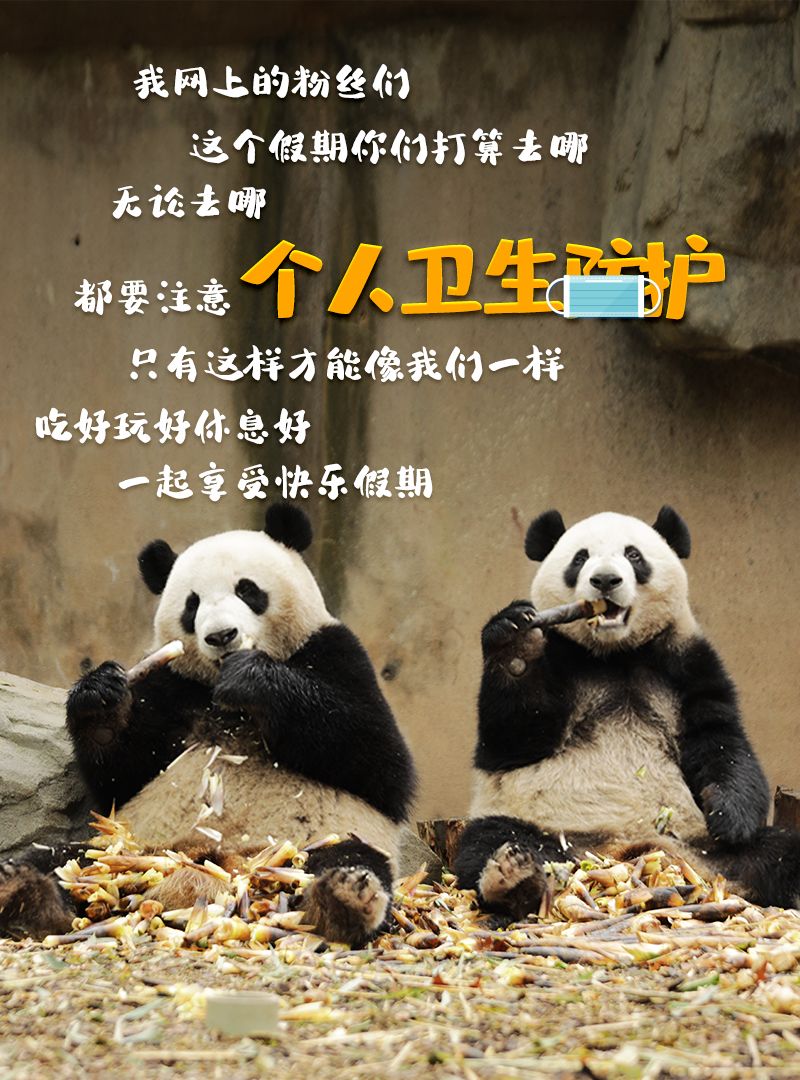 我网上的粉丝们
这个假期你们打算去哪
无论去哪
都要注意个人卫生防护
只有这样才能像我们一样
吃好玩好休息好
一起享受快乐假期